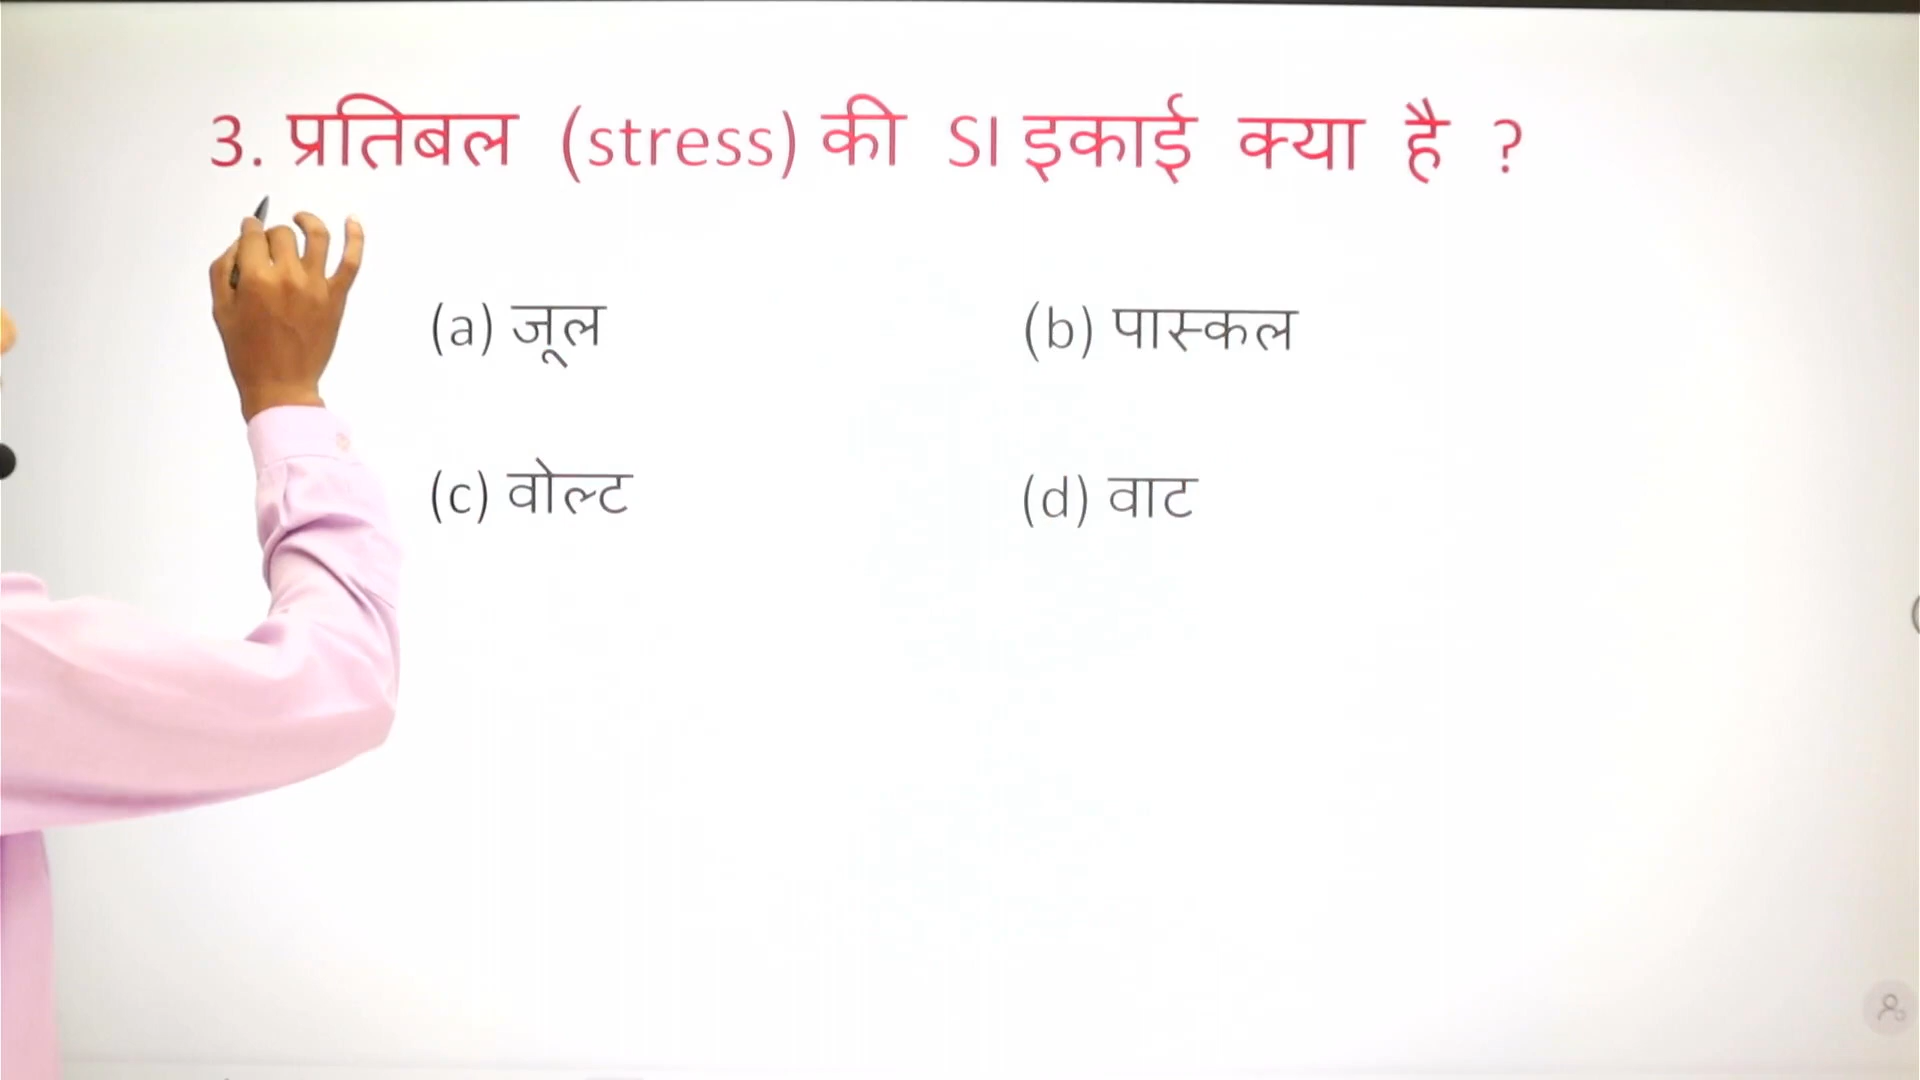 3. प्रतिबल (stress) की SI इकाई क्या है ?
(a) जूल (b) पास्कल
(c) वोल्ट (d) वाट